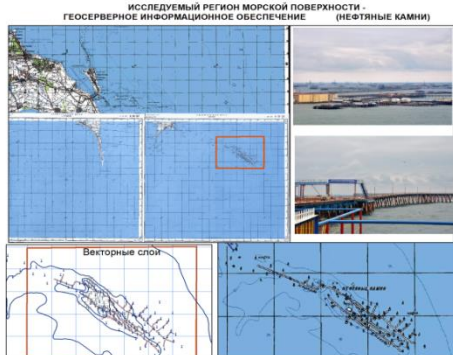 ИССЛЕДУЕМЫЙ РЕГИОН МОРСКОЙ ПОВЕРХНОСТИ -
ГЕОСЕРВЕРНОЕ ИНФОРМАЦИОННОЕ ОБЕСПЕЧЕНИЕ (НЕФТЯНЫЕ КАМНИ)
Векторные слои